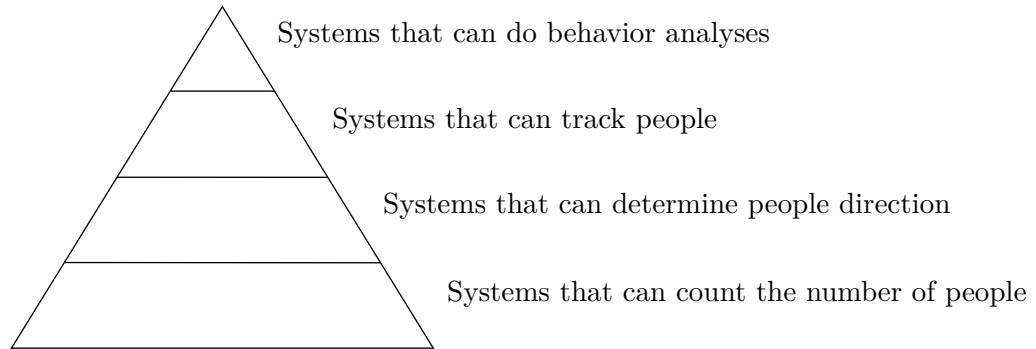 Systems that can do behavior analyses
Systems that can track people
Systems that can determine people direction
Systems that can count the number of people